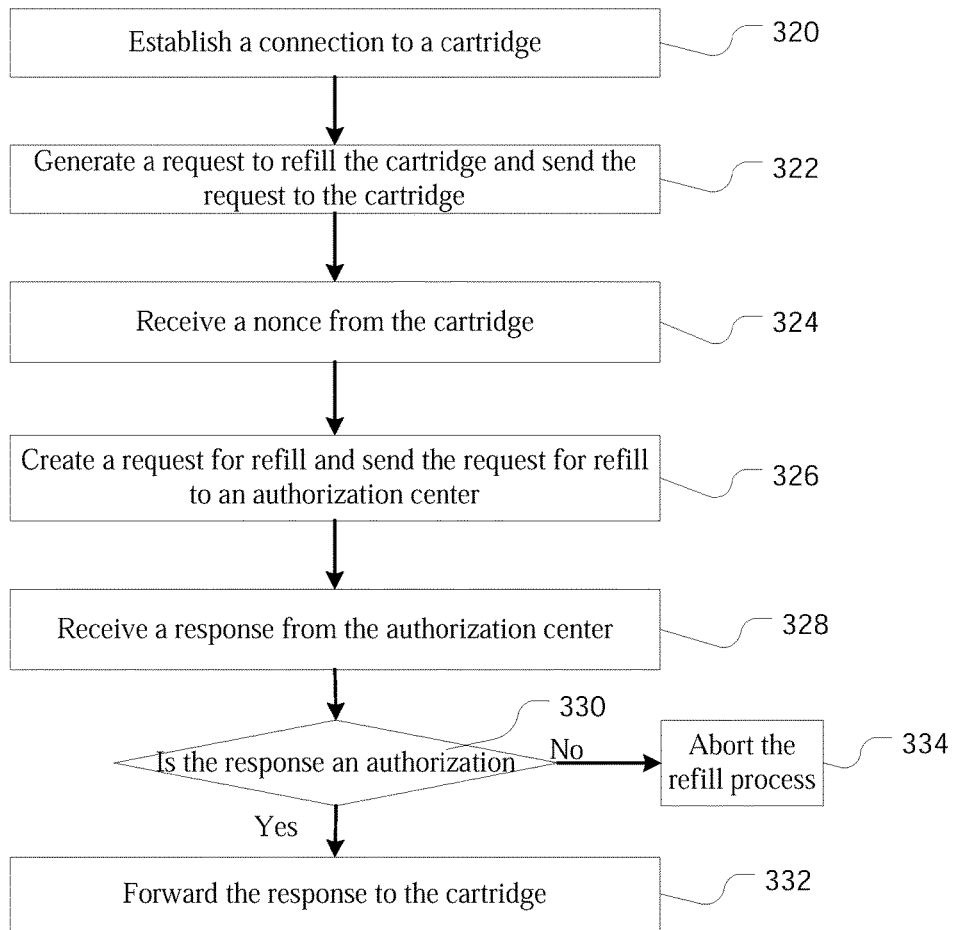 Establish a connection to a cartridge
320
Generate a request to refill the cartridge and send the
request to the cartridge
322
Receive a nonce from the cartridge
324
Create a request for refill and send the request for refill
to an authorization center
326
Receive a response from the authorization center
328
330
Is the response an authorization
No
Abort the
refill process
334
Yes
Forward the response to the cartridge
332